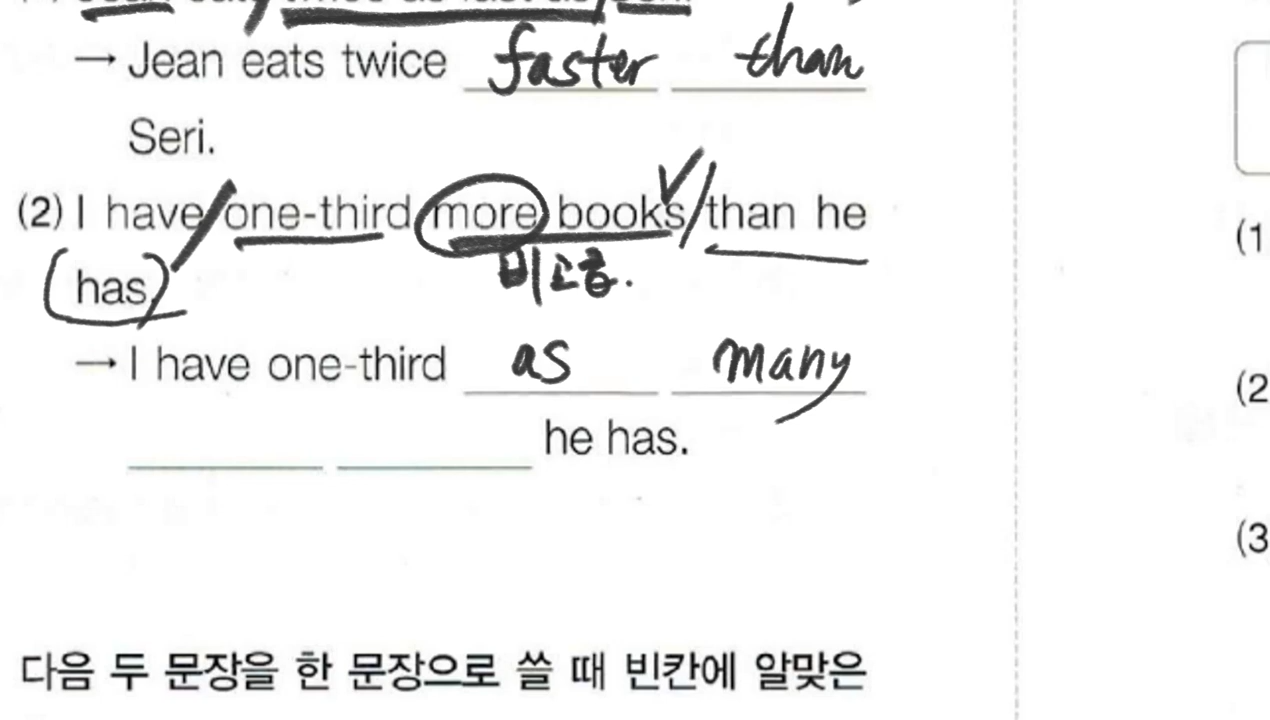 → Jean eats twice faster than
Seri.
(2) I have one-third more books than he
has.
비교급.
→ I have one-third as many
he has.
다음 두 문장을 한 문장으로 쓸 때 빈칸에 알맞은
(1
(2
(3